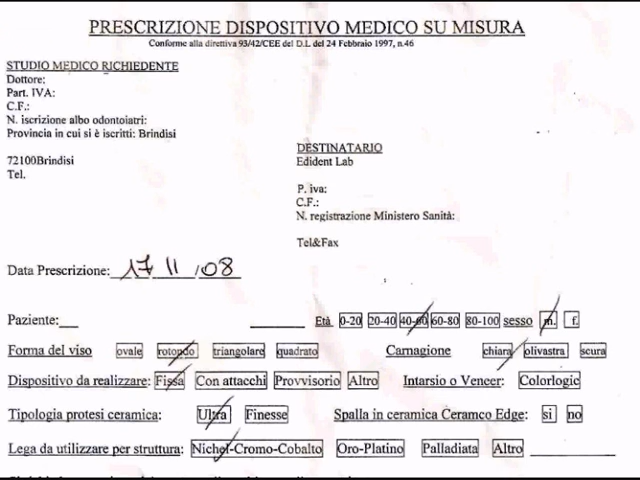 PRESCRIZIONE DISPOSITIVO MEDICO SU MISURA
Conforme alla direttiva 93/42/CEE del D.L del 24 Febbraio 1997, n.46
STUDIO MEDICO RICHIEDENTE
Dottore:
Part. IVA:
C.F.:
N. iscrizione albo odontoiatri:
Provincia in cui si è iscritti: Brindisi
72100Brindisi
Tel.
DESTINATARIO
Edident Lab
P. iva:
C.F.:
N. registrazione Ministero Sanità:
Tel&Fax
Data Prescrizione: 17 11 /08
Paziente: Età 0-20 20-40 40-60 60-80 80-100 sesso m. f.
Forma del viso ovale rotondo triangolare quadrato Carnagione chiara olivastra scura
Dispositivo da realizzare: Fissa Con attacchi Provvisorio Altro Intarsio o Veneer: Colorlogic
Tipologia protesi ceramica: Ultra Finesse Spalla in ceramica Ceramco Edge: si no
Lega da utilizzare per struttura: Nichel-Cromo-Cobalto Oro-Platino Palladiata Altro